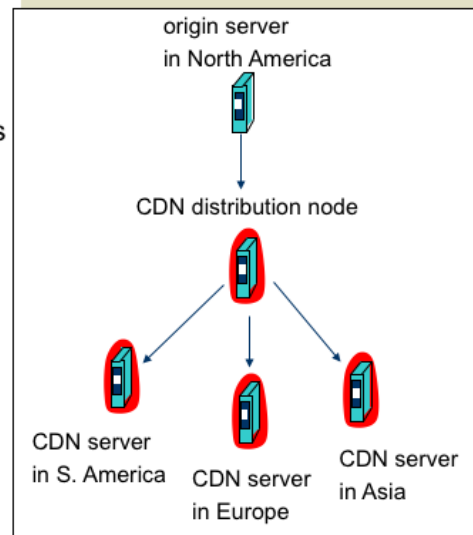 origin server
in North America
s
CDN distribution node
CDN server
in S. America
CDN server
in Europe
CDN server
in Asia